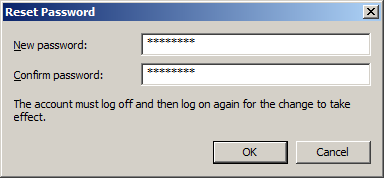 Reset Password
New password: ********
Confirm password: ********
The account must log off and then log on again for the change to take
effect.
OK Cancel